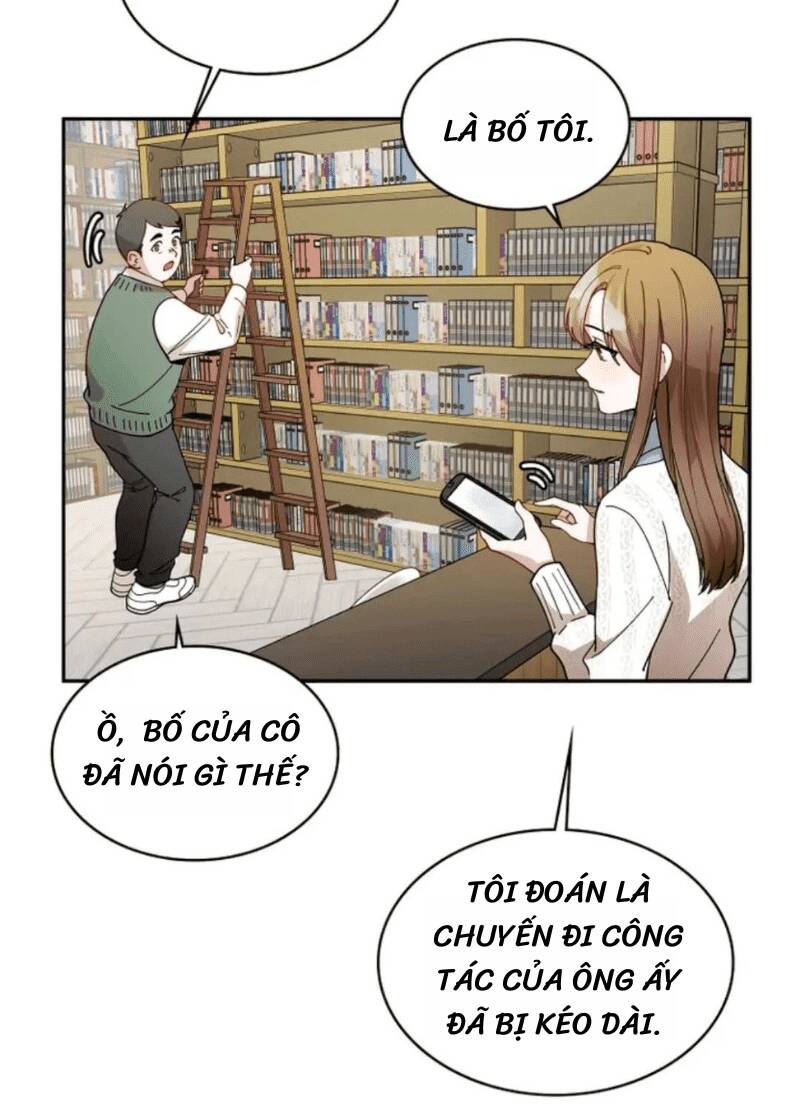 LÀ BỐ TÔI.
Ồ, BỐ CỦA CÔ
ĐÃ NÓI GÌ THẾ?
TÔI ĐOÁN LÀ
CHUYẾN ĐI CÔNG
TÁC CỦA ÔNG ẤY
ĐÃ BỊ KÉO DÀI.